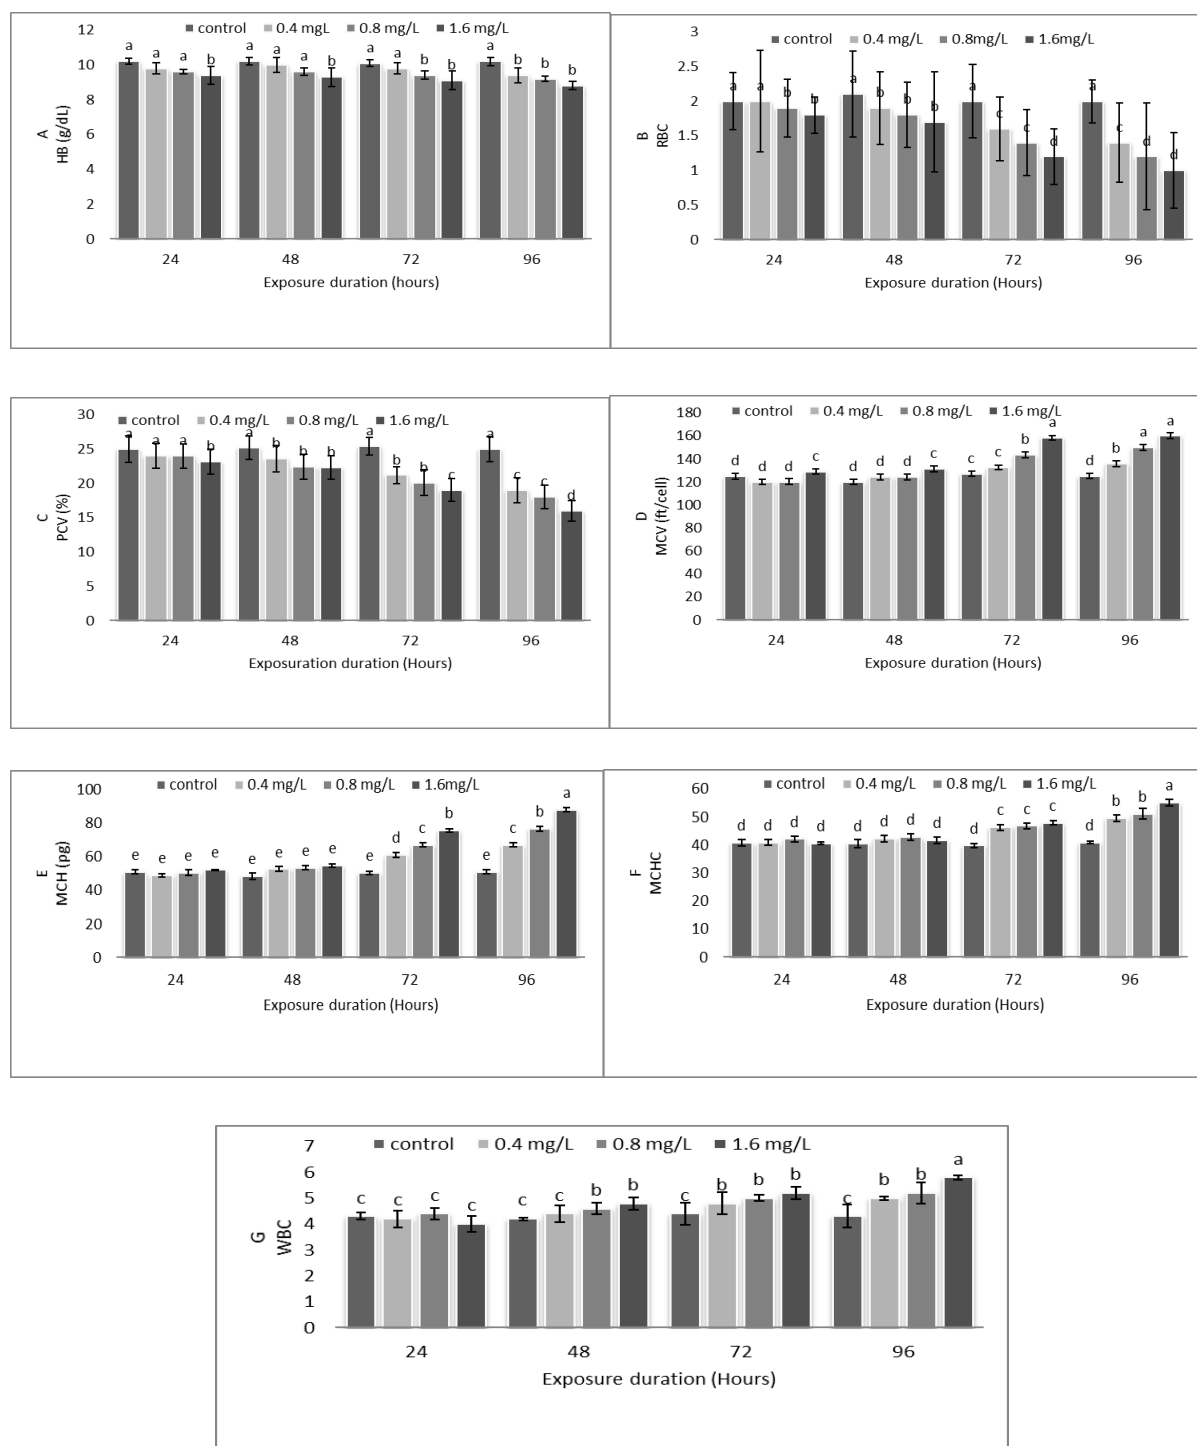 control 0.4 mgL 0.8 mg/L 1.6 mg/L
12
10
8
6
4
2
0
A
HB (g/dL)
a a a b
a a a b
a a b b
a b b b
24 48 72 96
Exposure duration (hours)
control 0.4 mg/L 0.8mg/L 1.6mg/L
3
2.5
2
1.5
1
0.5
0
B
RBC
a a b b
a b b b
a c c d
a c d d
24 48 72 96
Exposure duration (Hours)
control 0.4 mg/L 0.8 mg/L 1.6 mg/L
30
25
20
15
10
5
0
C
PCV (%)
a a a b
a b b b
a b b c
a c c d
24 48 72 96
Exposuration duration (Hours)
control 0.4 mg/L 0.8 mg/L 1.6 mg/L
180
160
140
120
100
80
60
40
20
0
D
MCV (ft/cell)
d d d c
d d d c
c c b a
d b a a
24 48 72 96
Exposure duration (Hours)
control 0.4 mg/L 0.8 mg/L 1.6mg/L
100
80
60
40
20
0
E
MCH (pg)
e e e e
e e e e
e d c b
e c b a
24 48 72 96
Exposure duration (Hours)
control 0.4 mg/L 0.8 mg/L 1.6 mg/L
60
50
40
30
20
10
0
F
MCHC
d d d d
d d d d
d c c c
d b b a
24 48 72 96
Exposure duration (Hours)
control 0.4 mg/L 0.8 mg/L 1.6 mg/L
7
6
5
4
3
2
1
0
G
WBC
c c c c
c c b b
c b b b
c b b a
24 48 72 96
Exposure duration (Hours)